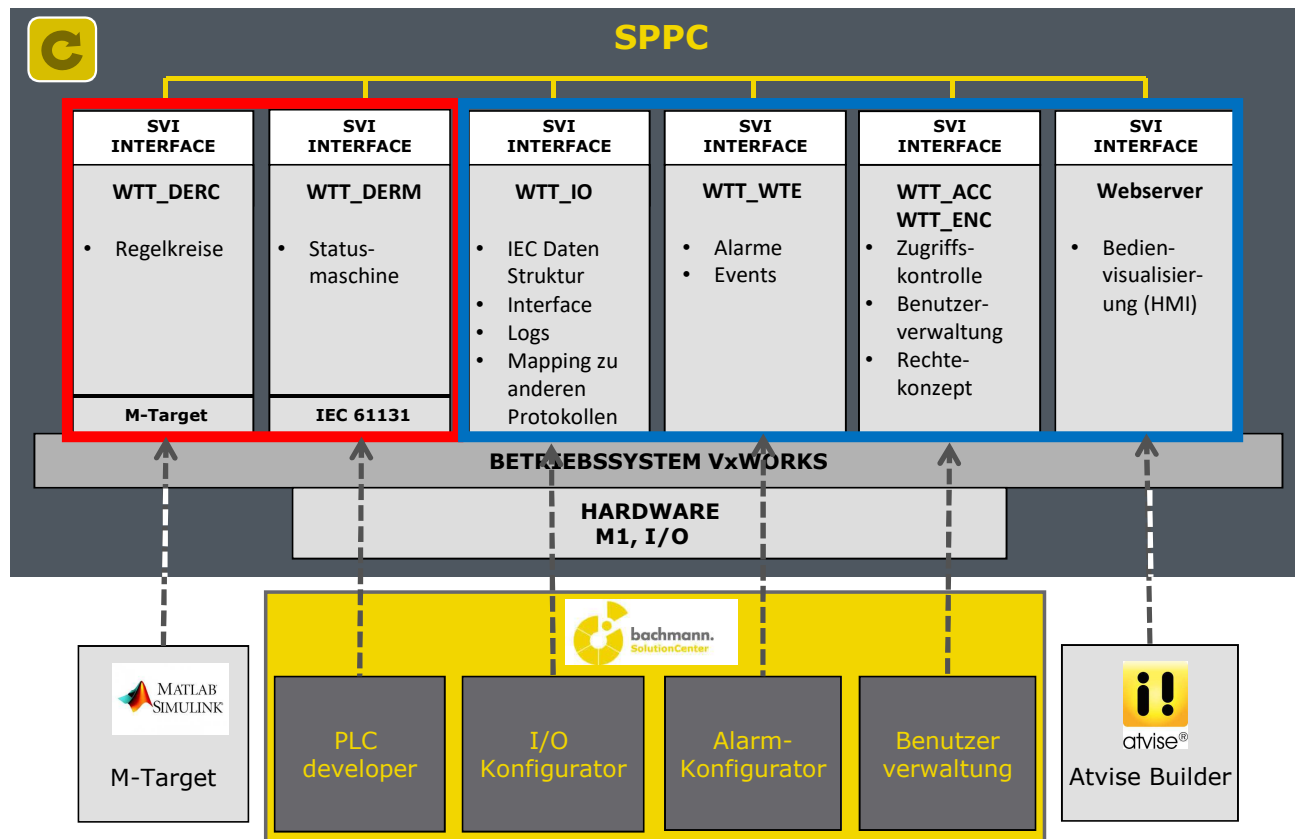 SPPC
SVI
INTERFACE
WTT_DERC
• Regelkreise
M-Target
SVI
INTERFACE
WTT_DERM
• Status-
maschine
IEC 61131
SVI
INTERFACE
WTT_IO
• IEC Daten
Struktur
• Interface
• Logs
• Mapping zu
anderen
Protokollen
SVI
INTERFACE
WTT_WTE
• Alarme
• Events
SVI
INTERFACE
WTT_ACC
WTT_ENC
• Zugriffs-
kontrolle
• Benutzer-
verwaltung
• Rechte-
konzept
SVI
INTERFACE
Webserver
• Bedien-
visualisier-
ung (HMI)
BETRIEBSSYSTEM VxWORKS
HARDWARE
M1, I/O
bachmann.
SolutionCenter
MATLAB
SIMULINK
M-Target
PLC
developer
I/O
Konfigurator
Alarm-
Konfigurator
Benutzer
verwaltung
atvise®
Atvise Builder